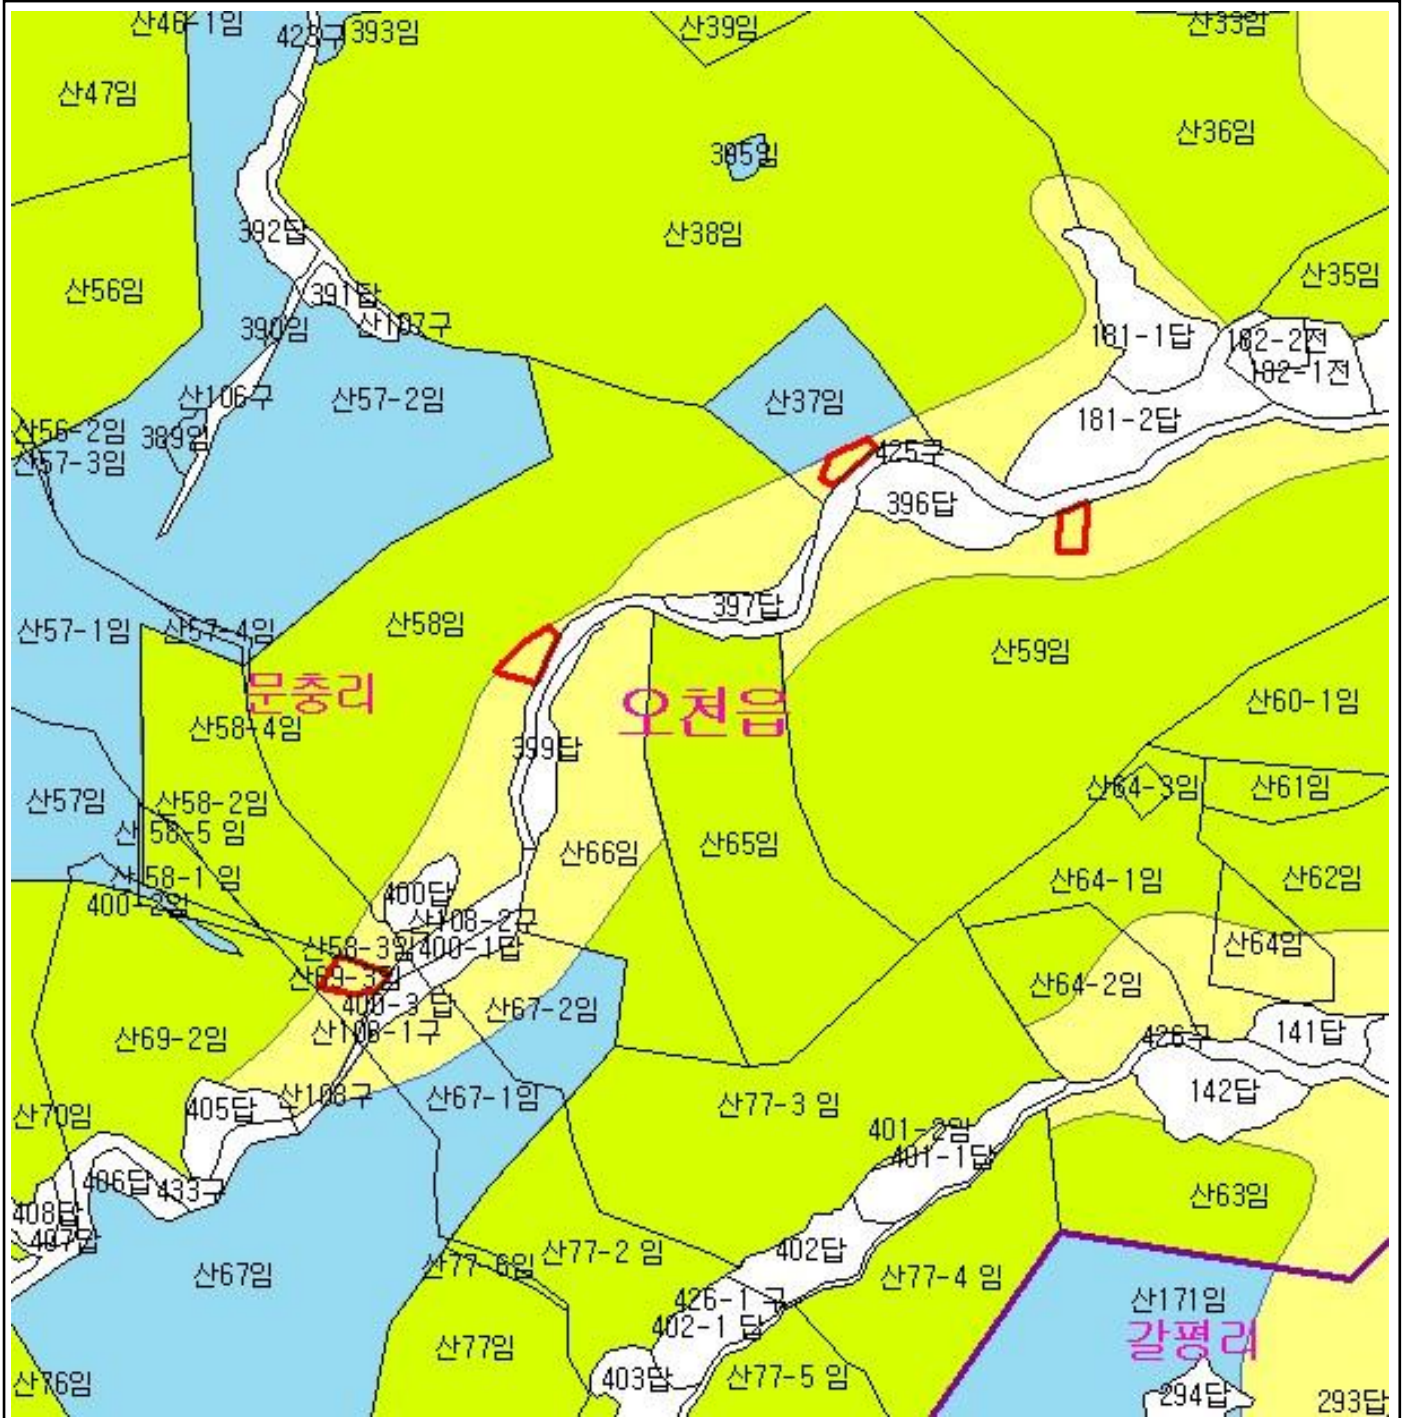 산46-1임
423구
393임
산39임
산33임
산47임
산36임
395임
392답
산38임
산56임
391답
산35임
390임
산107구
181-1답
182-2전
182-1전
산106구
산57-2임
산37임
181-2답
산56-2임
389임
산57-3임
425구
396답
397답
산57-1임
산57-4임
산58임
산59임
문충리
오천읍
산60-1임
산58-4임
399답
산57임
산58-2임
산64-3임
산61임
산58-5 임
산66임
산65임
산58-1 임
400답
산64-1임
산62임
400-2임
산108-2구
산58-3임
400-1답
산64임
산69-3임
산64-2임
400-3 답
산67-2임
산69-2임
산108-1구
426구
141답
산70임
405답
산108구
산67-1임
산77-3 임
142답
401-2임
401-1답
406답
433구
산63임
408답
407답
산67임
산77-6임
산77-2 임
402답
산77-4 임
426-1 구
산171임
402-1 답
갈평리
산77임
산76임
403답
산77-5 임
294답
293답